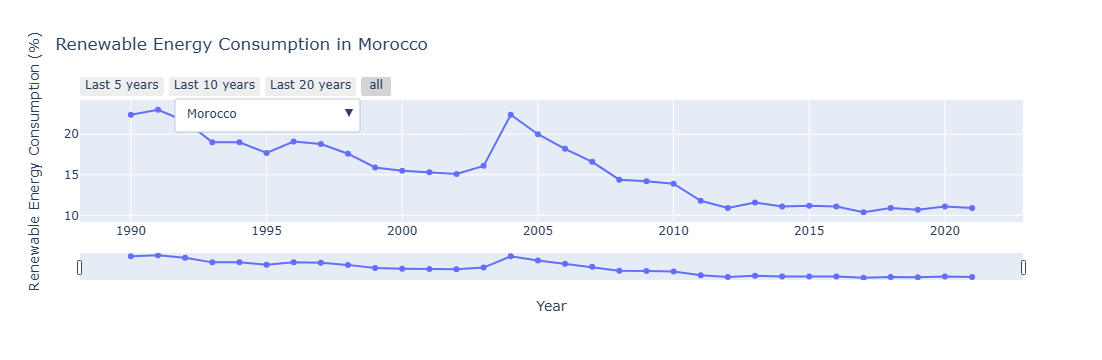 Renewable Energy Consumption in Morocco
Last 5 years Last 10 years Last 20 years all
Morocco ▼
Renewable Energy Consumption (%)
20
15
10
1990 1995 2000 2005 2010 2015 2020
Year